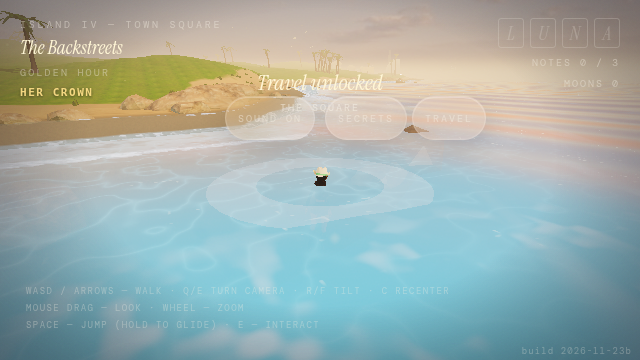 ISLAND IV — TOWN SQUARE
The Backstreets
GOLDEN HOUR
HER CROWN
LUNA
NOTES 0 / 3
MOONS 0
Travel unlocked
THE SQUARE
SOUND ON
SECRETS
TRAVEL
WASD / ARROWS — WALK · Q/E TURN CAMERA · R/F TILT · C RECENTER
MOUSE DRAG — LOOK · WHEEL — ZOOM
SPACE — JUMP (HOLD TO GLIDE) · E — INTERACT
build 2026-11-23b